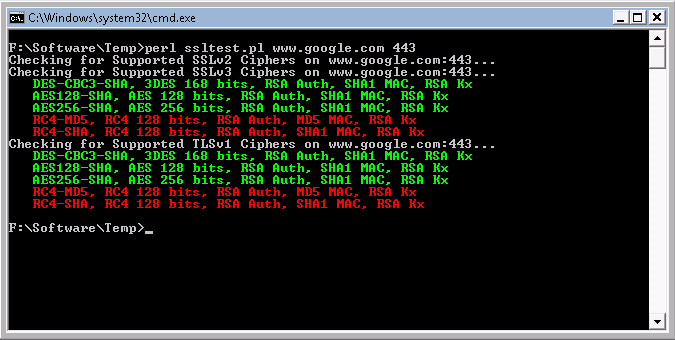 C:\Windows\system32\cmd.exe
F:\Software\Temp>perl ssltest.pl www.google.com 443
Checking for Supported SSLv2 Ciphers on www.google.com:443...
Checking for Supported SSLv3 Ciphers on www.google.com:443...
DES-CBC3-SHA, 3DES 168 bits, RSA Auth, SHA1 MAC, RSA Kx
AES128-SHA, AES 128 bits, RSA Auth, SHA1 MAC, RSA Kx
AES256-SHA, AES 256 bits, RSA Auth, SHA1 MAC, RSA Kx
RC4-MD5, RC4 128 bits, RSA Auth, MD5 MAC, RSA Kx
RC4-SHA, RC4 128 bits, RSA Auth, SHA1 MAC, RSA Kx
Checking for Supported TLSv1 Ciphers on www.google.com:443...
DES-CBC3-SHA, 3DES 168 bits, RSA Auth, SHA1 MAC, RSA Kx
AES128-SHA, AES 128 bits, RSA Auth, SHA1 MAC, RSA Kx
AES256-SHA, AES 256 bits, RSA Auth, SHA1 MAC, RSA Kx
RC4-MD5, RC4 128 bits, RSA Auth, MD5 MAC, RSA Kx
RC4-SHA, RC4 128 bits, RSA Auth, SHA1 MAC, RSA Kx
F:\Software\Temp>_